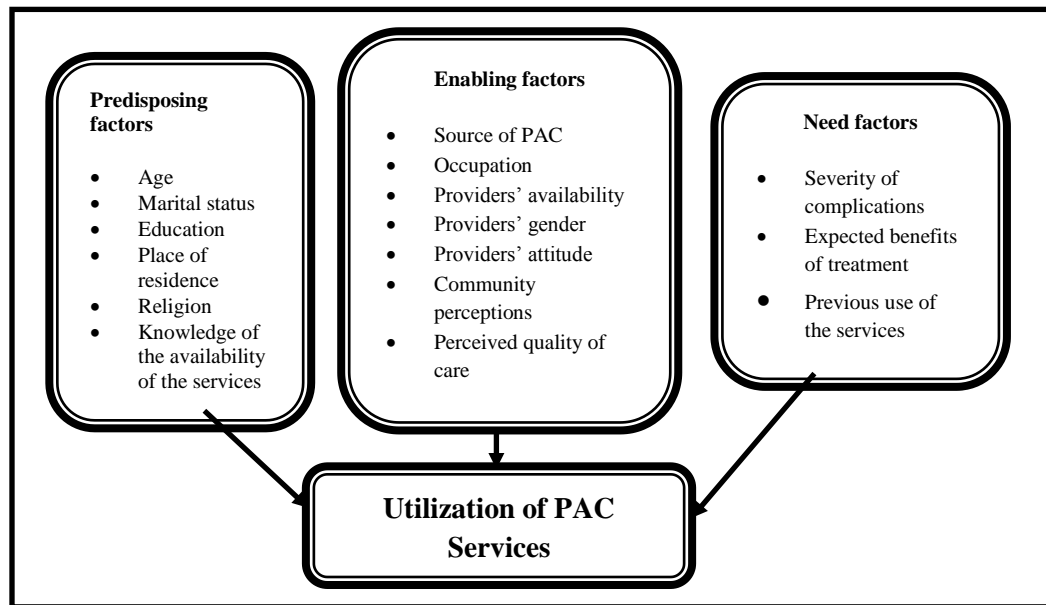 Predisposing
factors
• Age
• Marital status
• Education
• Place of
residence
• Religion
• Knowledge of
the availability
of the services
Enabling factors
• Source of PAC
• Occupation
• Providers’ availability
• Providers’ gender
• Providers’ attitude
• Community
perceptions
• Perceived quality of
care
Need factors
• Severity of
complications
• Expected benefits
of treatment
• Previous use of
the services
Utilization of PAC
Services